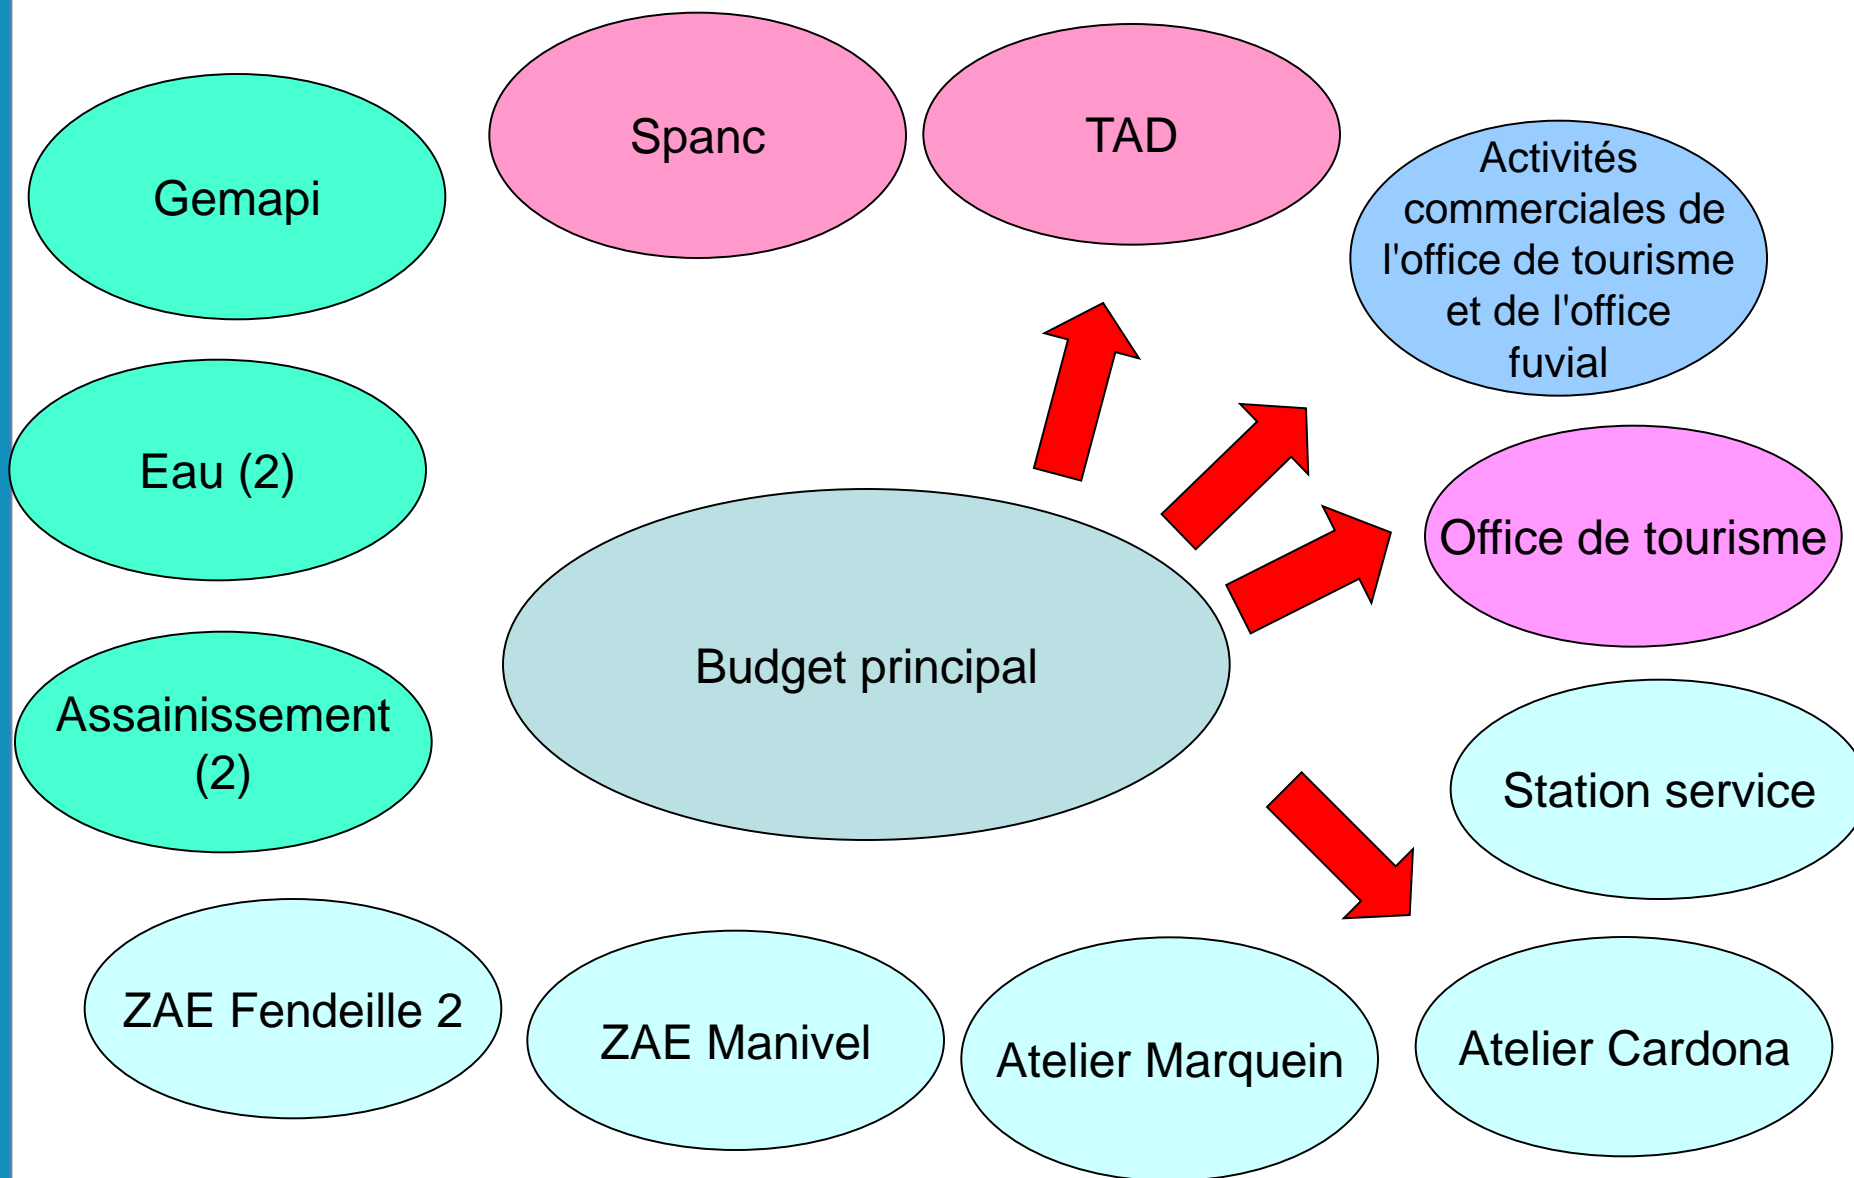 Spanc
TAD
Gemapi
Activités
commerciales de
l'office de tourisme
et de l'office
fuvial
Eau (2)
Office de tourisme
Budget principal
Assainissement
(2)
Station service
ZAE Fendeille 2
ZAE Manivel
Atelier Marquein
Atelier Cardona